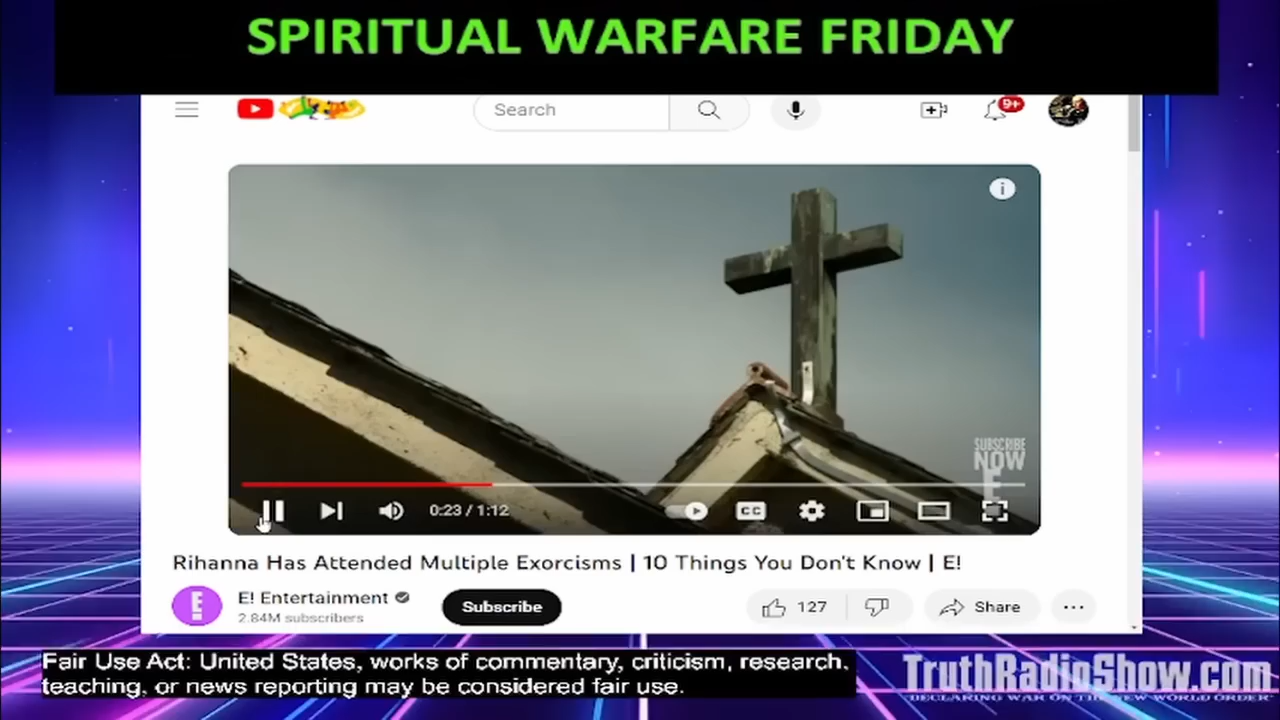 SPIRITUAL WARFARE FRIDAY
Search
9+
i
SUBSCRIBE
NOW
E
0:23 / 1:12
CC
Rihanna Has Attended Multiple Exorcisms | 10 Things You Don't Know | E!
E!
E! Entertainment
2.84M subscribers
Subscribe
127
Share
Fair Use Act: United States, works of commentary, criticism, research,
teaching, or news reporting may be considered fair use.
TruthRadioShow.com
"DECLARING WAR ON THE NEW WORLD ORDER"